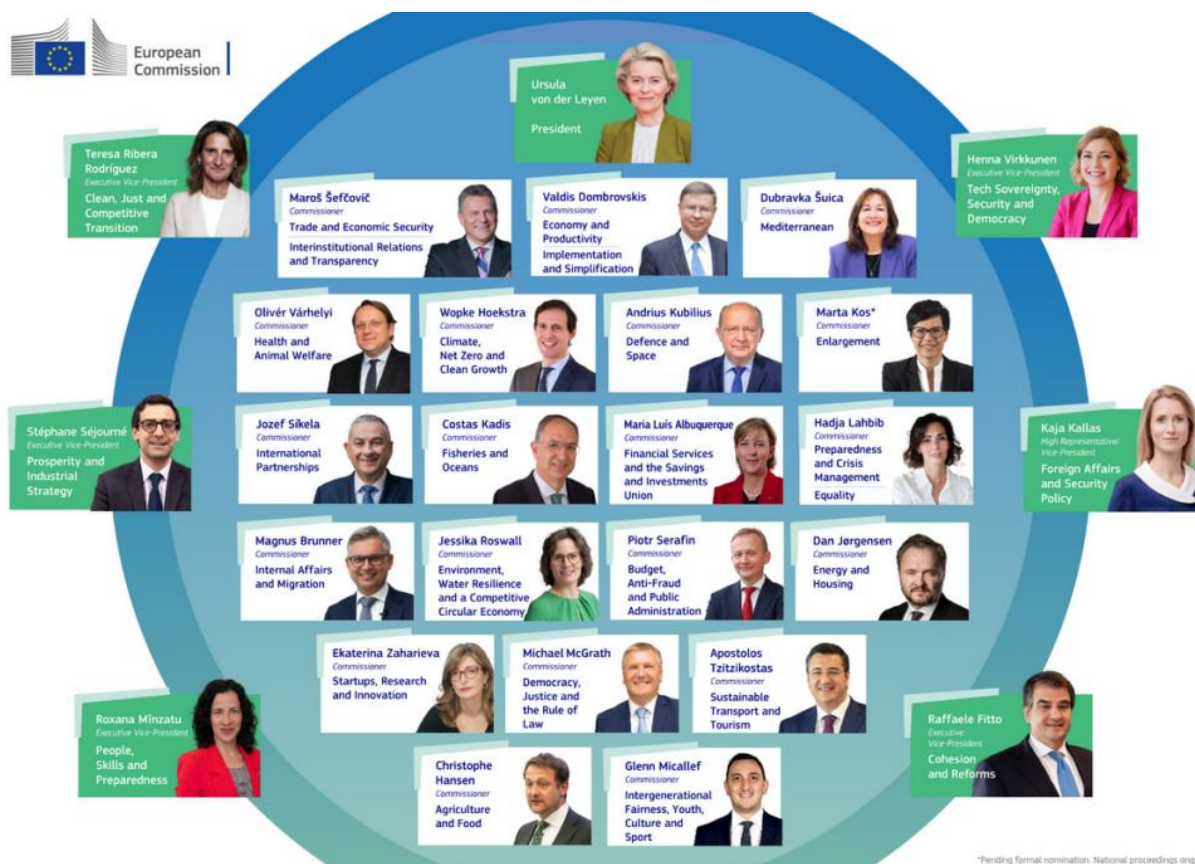 European
Commission
Ursula
von der Leyen
President
Teresa Ribera
Rodríguez
Executive Vice-President
Clean, Just and
Competitive
Transition
Henna Virkkunen
Executive Vice-President
Tech Sovereignty,
Security and
Democracy
Maroš Šefčovič
Commissioner
Trade and Economic Security
Interinstitutional Relations
and Transparency
Valdis Dombrovskis
Commissioner
Economy and
Productivity
Implementation
and Simplification
Dubravka Šuica
Commissioner
Mediterranean
Olivér Várhelyi
Commissioner
Health and
Animal Welfare
Wopke Hoekstra
Commissioner
Climate,
Net Zero and
Clean Growth
Andrius Kubilius
Commissioner
Defence and
Space
Marta Kos*
Commissioner
Enlargement
Stéphane Séjourné
Executive Vice-President
Prosperity and
Industrial
Strategy
Jozef Síkela
Commissioner
International
Partnerships
Costas Kadis
Commissioner
Fisheries and
Oceans
Maria Luís Albuquerque
Commissioner
Financial Services
and the Savings
and Investments
Union
Hadja Lahbib
Commissioner
Preparedness
and Crisis
Management
Equality
Kaja Kallas
High Representative/
Vice-President
Foreign Affairs
and Security
Policy
Magnus Brunner
Commissioner
Internal Affairs
and Migration
Jessika Roswall
Commissioner
Environment,
Water Resilience
and a Competitive
Circular Economy
Piotr Serafin
Commissioner
Budget,
Anti-Fraud
and Public
Administration
Dan Jørgensen
Commissioner
Energy and
Housing
Ekaterina Zaharieva
Commissioner
Startups, Research
and Innovation
Michael McGrath
Commissioner
Democracy,
Justice and
the Rule of
Law
Apostolos
Tzitzikostas
Commissioner
Sustainable
Transport and
Tourism
Roxana Mînzatu
Executive Vice-President
People,
Skills and
Preparedness
Raffaele Fitto
Executive
Vice-President
Cohesion
and Reforms
Christophe
Hansen
Commissioner
Agriculture
and Food
Glenn Micallef
Commissioner
Intergenerational
Fairness, Youth,
Culture and
Sport
*Pending formal nomination. National proceedings